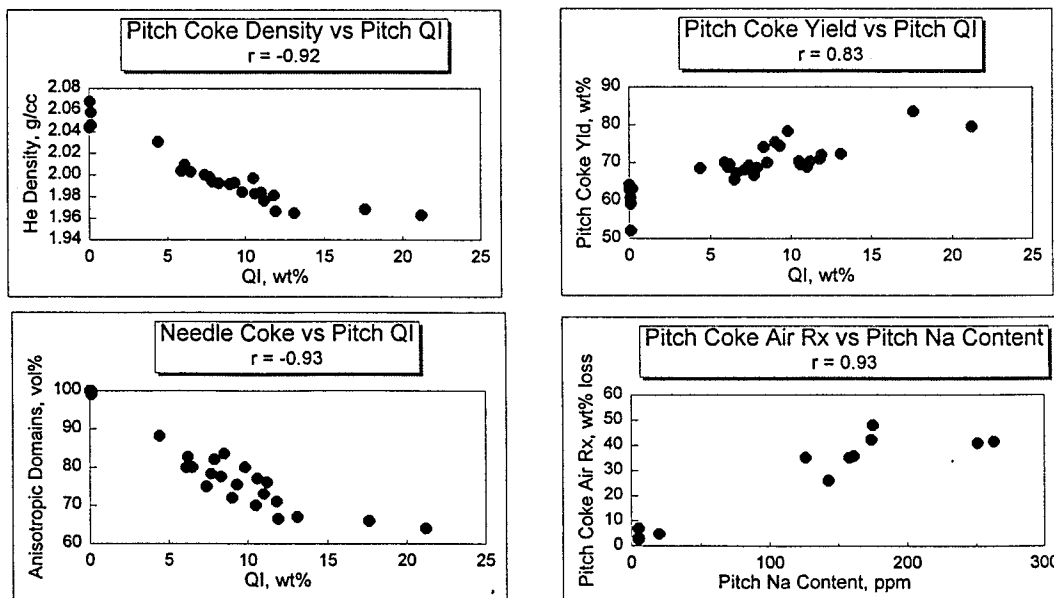 Pitch Coke Density vs Pitch QI
r = -0.92
He Density, g/cc
2.08
2.06
2.04
2.02
2.00
1.98
1.96
1.94
0 5 10 15 20 25
QI, wt%
Pitch Coke Yield vs Pitch QI
r = 0.83
Pitch Coke Yld, wt%
90
80
70
60
50
0 5 10 15 20 25
QI, wt%
Needle Coke vs Pitch QI
r = -0.93
Anisotropic Domains, vol%
100
90
80
70
60
0 5 10 15 20 25
QI, wt%
Pitch Coke Air Rx vs Pitch Na Content
r = 0.93
Pitch Coke Air Rx, wt% loss
60
50
40
30
20
10
0
0 100 200 300
Pitch Na Content, ppm